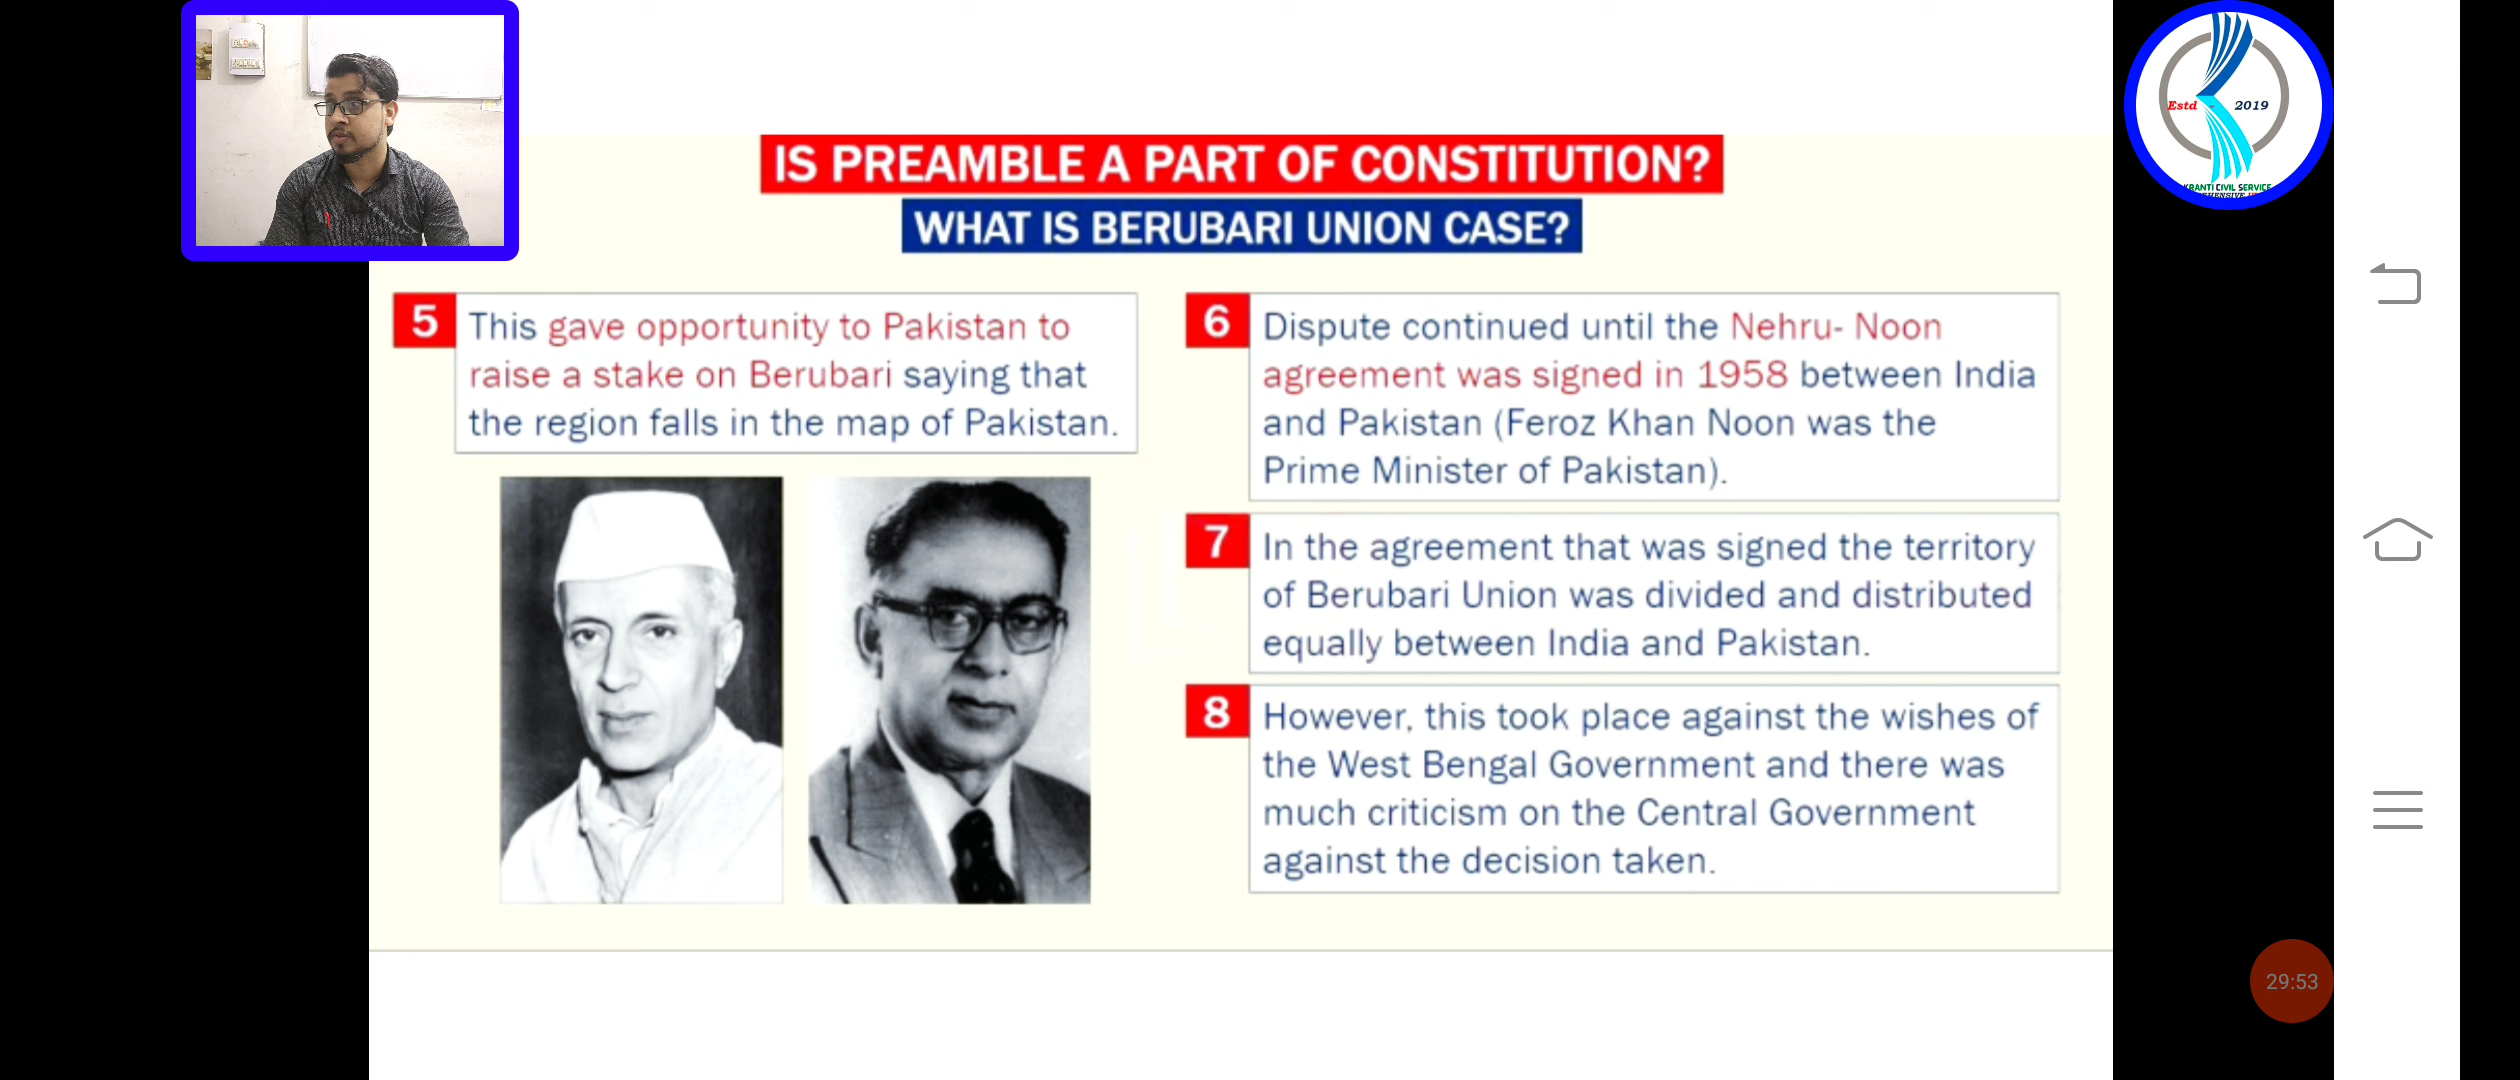 IS PREAMBLE A PART OF CONSTITUTION?
WHAT IS BERUBARI UNION CASE?
5
This gave opportunity to Pakistan to
raise a stake on Berubari saying that
the region falls in the map of Pakistan.
6
Dispute continued until the Nehru- Noon
agreement was signed in 1958 between India
and Pakistan (Feroz Khan Noon was the
Prime Minister of Pakistan).
7
In the agreement that was signed the territory
of Berubari Union was divided and distributed
equally between India and Pakistan.
8
However, this took place against the wishes of
the West Bengal Government and there was
much criticism on the Central Government
against the decision taken.
Estd - 2019
KRANTI CIVIL SERVICE
29:53